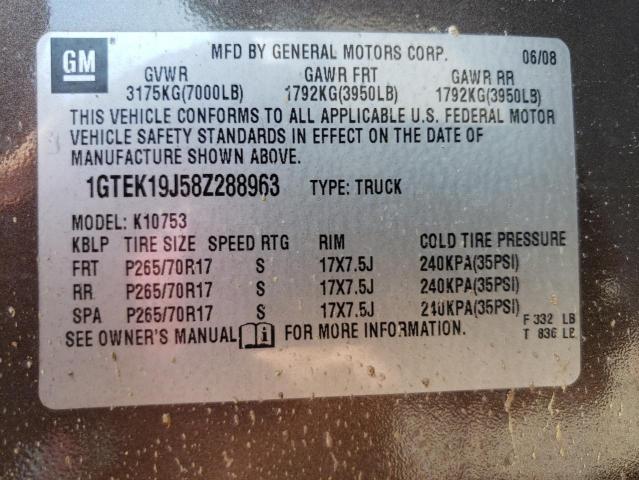 GM
MFD BY GENERAL MOTORS CORP. 06/08
GVWR GAWR FRT GAWR RR
3175KG(7000LB) 1792KG(3950LB) 1792KG(3950LB)
THIS VEHICLE CONFORMS TO ALL APPLICABLE U.S. FEDERAL MOTOR
VEHICLE SAFETY STANDARDS IN EFFECT ON THE DATE OF
MANUFACTURE SHOWN ABOVE.
1GTEK19J58Z288963 TYPE: TRUCK
MODEL: K10753
KBLP TIRE SIZE SPEED RTG RIM COLD TIRE PRESSURE
FRT P265/70R17 S 17X7.5J 240KPA(35PSI)
RR P265/70R17 S 17X7.5J 240KPA(35PSI)
SPA P265/70R17 S 17X7.5J 240KPA(35PSI)
SEE OWNER'S MANUAL FOR MORE INFORMATION.
F 332 LB
T 836